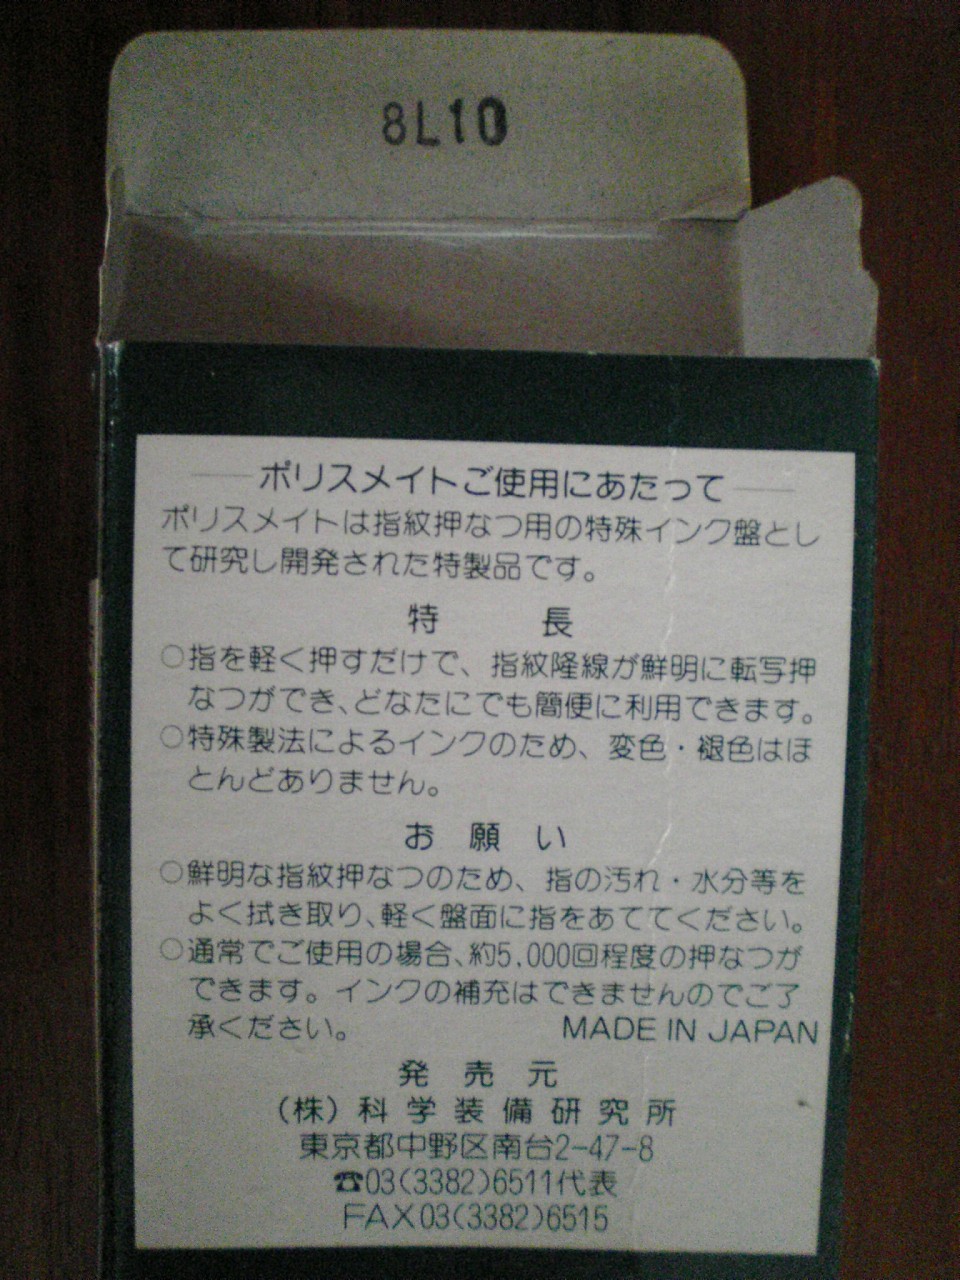 8L10
ポリスメイトご使用にあたって
ポリスメイトは指紋押なつ用の特殊インク盤とし
て研究し開発された特製品です。
特 長
○指を軽く押すだけで、指紋隆線が鮮明に転写押
なつができ、どなたにでも簡便に利用できます。
○特殊製法によるインクのため、変色・褪色はほ
とんどありません。
お願い
○鮮明な指紋押なつのため、指の汚れ・水分等を
よく拭き取り、軽く盤面に指をあててください。
○通常でご使用の場合、約5,000回程度の押なつが
できます。インクの補充はできませんのでご了
承ください。 MADE IN JAPAN
発売元
(株)科学装備研究所
東京都中野区南台2-47-8
☎03(3382)6511代表
FAX03(3382)6515